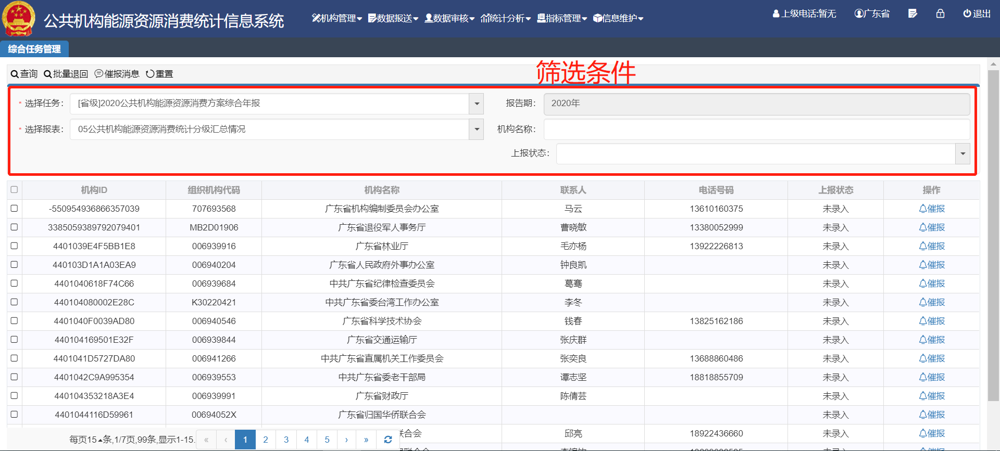 公共机构能源资源消费统计信息系统 机构管理 数据报送 数据审核 统计分析 指标管理 信息维护 上级电话:暂无 广东省 退出
综合任务管理
查询 批量退回 催报消息 重置 筛选条件
* 选择任务: [省级]2020公共机构能源资源消费方案综合年报 报告期: 2020年
* 选择报表: 05公共机构能源资源消费统计分级汇总情况 机构名称:
上报状态:
机构ID 组织机构代码 机构名称 联系人 电话号码 上报状态 操作
-550954936866357039 707693568 广东省机构编制委员会办公室 马云 13610160375 未录入 催报
3385059389792079401 MB2D01906 广东省退役军人事务厅 曹晓敏 13380052999 未录入 催报
4401039E4F5BB1E8 006939916 广东省林业厅 毛亦杨 13922226813 未录入 催报
440103D1A1A03EA9 006940204 广东省人民政府外事办公室 钟良凯 未录入 催报
4401040618F74C66 006939684 中共广东省纪律检查委员会 葛骞 未录入 催报
440104080002E28C K30220421 中共广东省委台湾工作办公室 李冬 未录入 催报
4401040F0039AD80 006940546 广东省科学技术协会 钱春 13825162186 未录入 催报
440104169501E32F 006939844 广东省交通运输厅 张庆群 未录入 催报
4401041D5727DA80 006941266 中共广东省直属机关工作委员会 张奕良 13688860486 未录入 催报
4401042C9A995354 006939553 中共广东省委老干部局 谭志坚 18818855709 未录入 催报
440104353218A3E4 006939991 广东省财政厅 陈倩芸 未录入 催报
4401044116D59961 00694052X 广东省归国华侨联合会 未录入 催报
联合会 邱亮 18922436660 未录入 催报
每页15条,1/7页,99条,显示1-15. « ‹ 1 2 3 4 5 › »